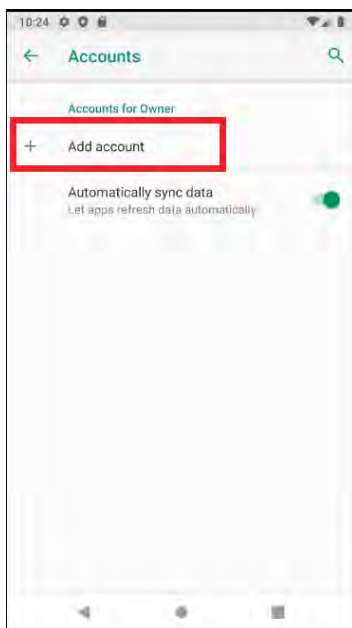 10:24
Accounts
Accounts for Owner
Add account
Automatically sync data
Let apps refresh data automatically